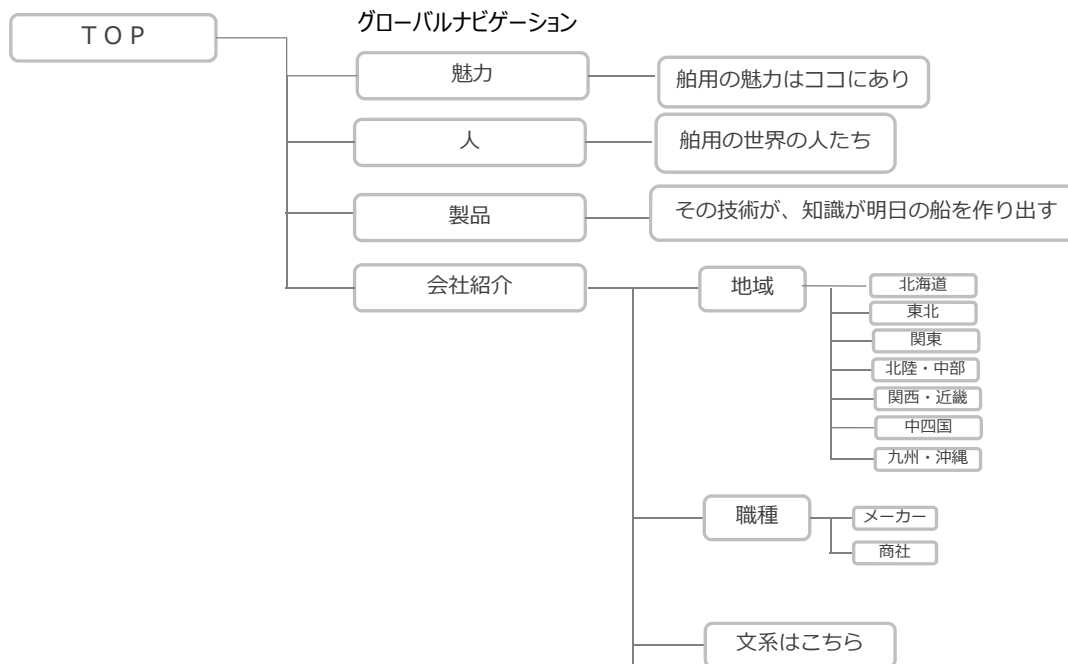 グローバルナビゲーション
ＴＯＰ
魅力
舶用の魅力はココにあり
人
舶用の世界の人たち
製品
その技術が、知識が明日の船を作り出す
会社紹介
地域
北海道
東北
関東
北陸・中部
関西・近畿
中四国
九州・沖縄
職種
メーカー
商社
文系はこちら